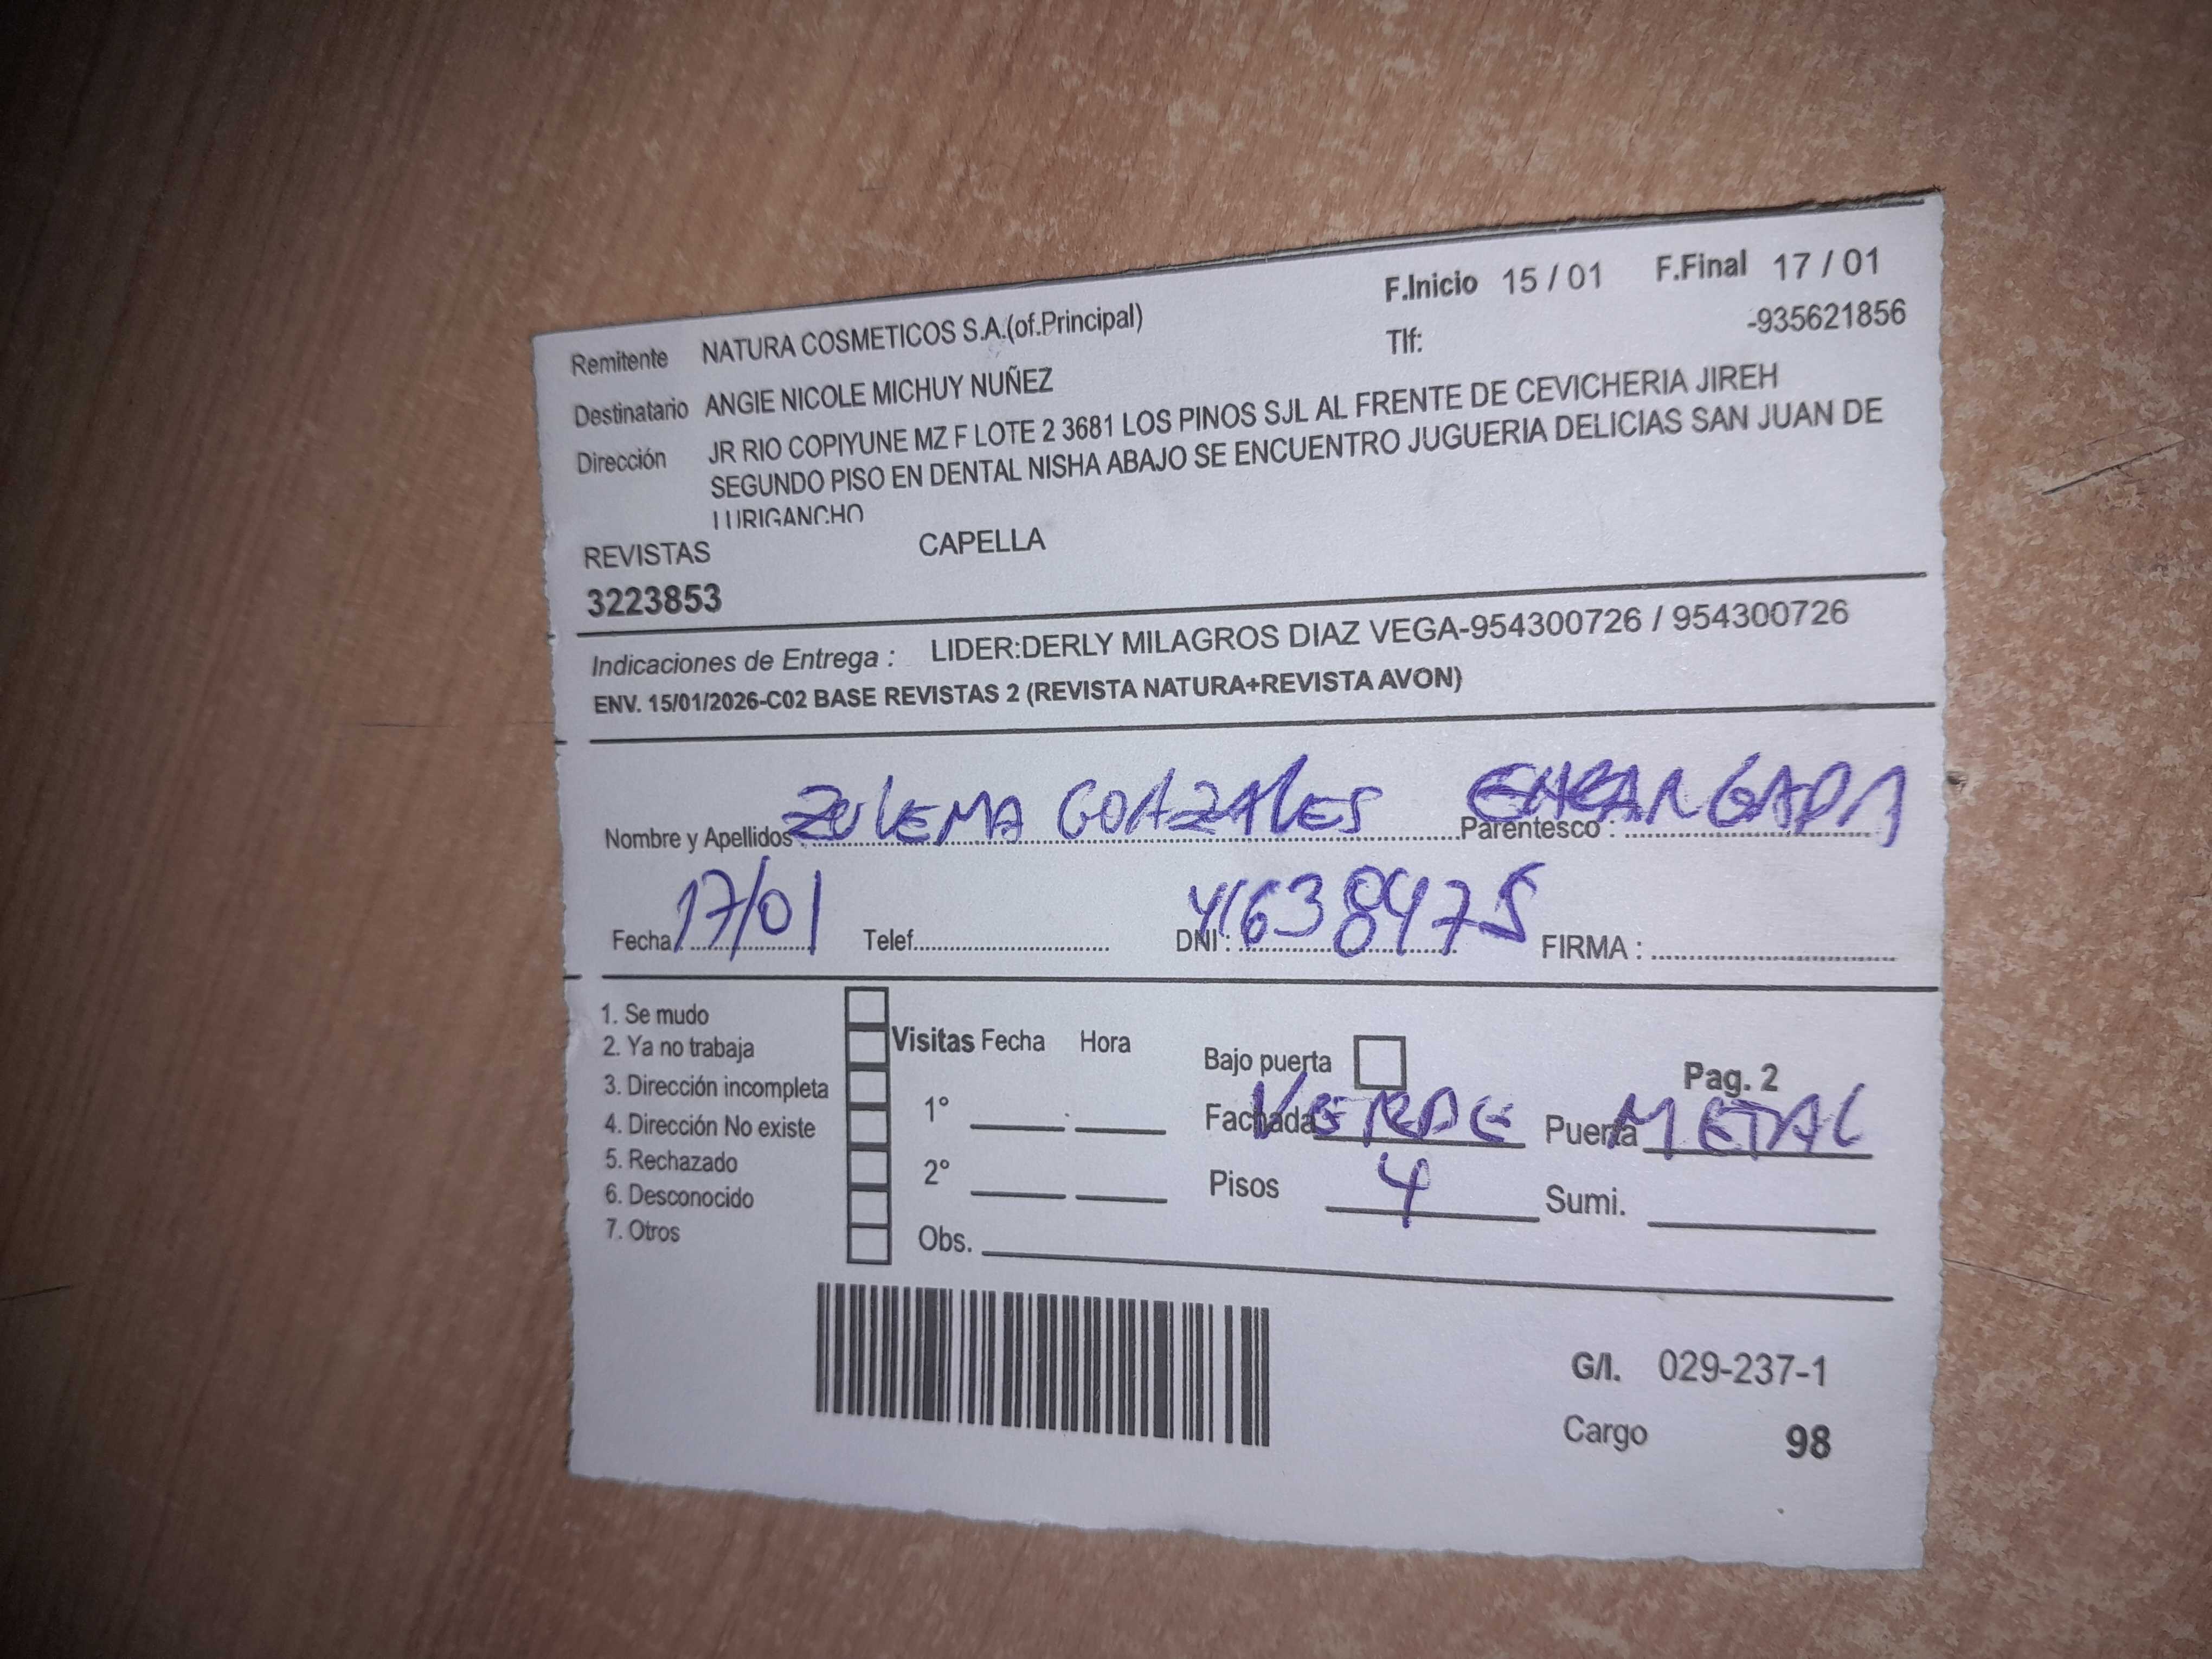 F.Inicio 15 / 01 F.Final 17 / 01
Remitente NATURA COSMETICOS S.A.(of.Principal) Tlf: -935621856
Destinatario ANGIE NICOLE MICHUY NUÑEZ
Dirección JR RIO COPIYUNE MZ F LOTE 2 3681 LOS PINOS SJL AL FRENTE DE CEVICHERIA JIREH
SEGUNDO PISO EN DENTAL NISHA ABAJO SE ENCUENTRO JUGUERIA DELICIAS SAN JUAN DE
LURIGANCHO
REVISTAS CAPELLA
3223853
Indicaciones de Entrega : LIDER:DERLY MILAGROS DIAZ VEGA-954300726 / 954300726
ENV. 15/01/2026-C02 BASE REVISTAS 2 (REVISTA NATURA+REVISTA AVON)
Nombre y Apellidos : ZULEMA GONZALES Parentesco : ENCARGADA
Fecha 17/01 Telef. DNI : 41638475 FIRMA :
1. Se mudo
2. Ya no trabaja
3. Dirección incompleta
4. Dirección No existe
5. Rechazado
6. Desconocido
7. Otros
Visitas Fecha Hora
1°
2°
Obs.
Bajo puerta Pag. 2
Fachada VERDE Puerta METAL
Pisos 4 Sumi.
G/I. 029-237-1
Cargo 98